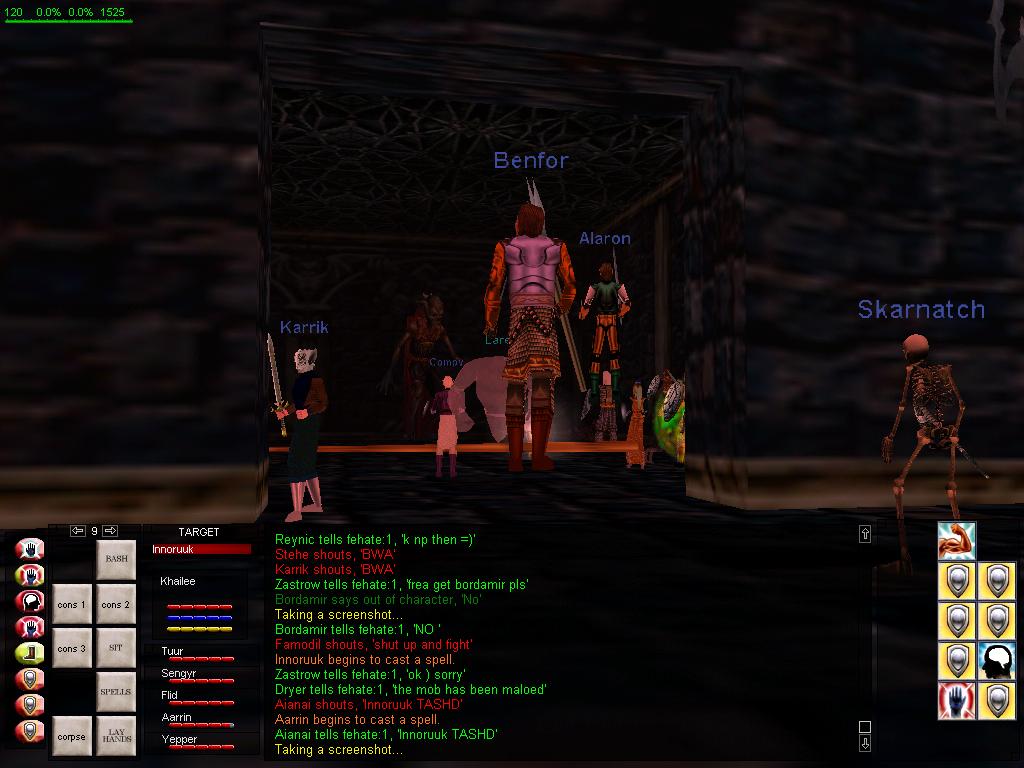 120 0.0% 0.0% 1525
Benfor
Alaron
Skarnatch
Karrik
Comoy
9
TARGET
Innoruuk
BASH
Khailee
cons 1 cons 2
cons 3 SIT
Tuur
Sengyr
SPELLS
Flid
Aarrin
corpse LAY HANDS
Yepper
Reynic tells fehate:1, 'k np then =)'
Stehe shouts, 'BWA'
Karrik shouts, 'BWA'
Zastrow tells fehate:1, 'frea get bordamir pls'
Bordamir says out of character, 'No'
Taking a screenshot...
Bordamir tells fehate:1, 'NO '
Famodil shouts, 'shut up and fight'
Innoruuk begins to cast a spell.
Zastrow tells fehate:1, 'ok ) sorry'
Dryer tells fehate:1, 'the mob has been maloed'
Aianai shouts, 'Innoruuk TASHD'
Aarrin begins to cast a spell.
Aianai tells fehate:1, 'Innoruuk TASHD'
Taking a screenshot...